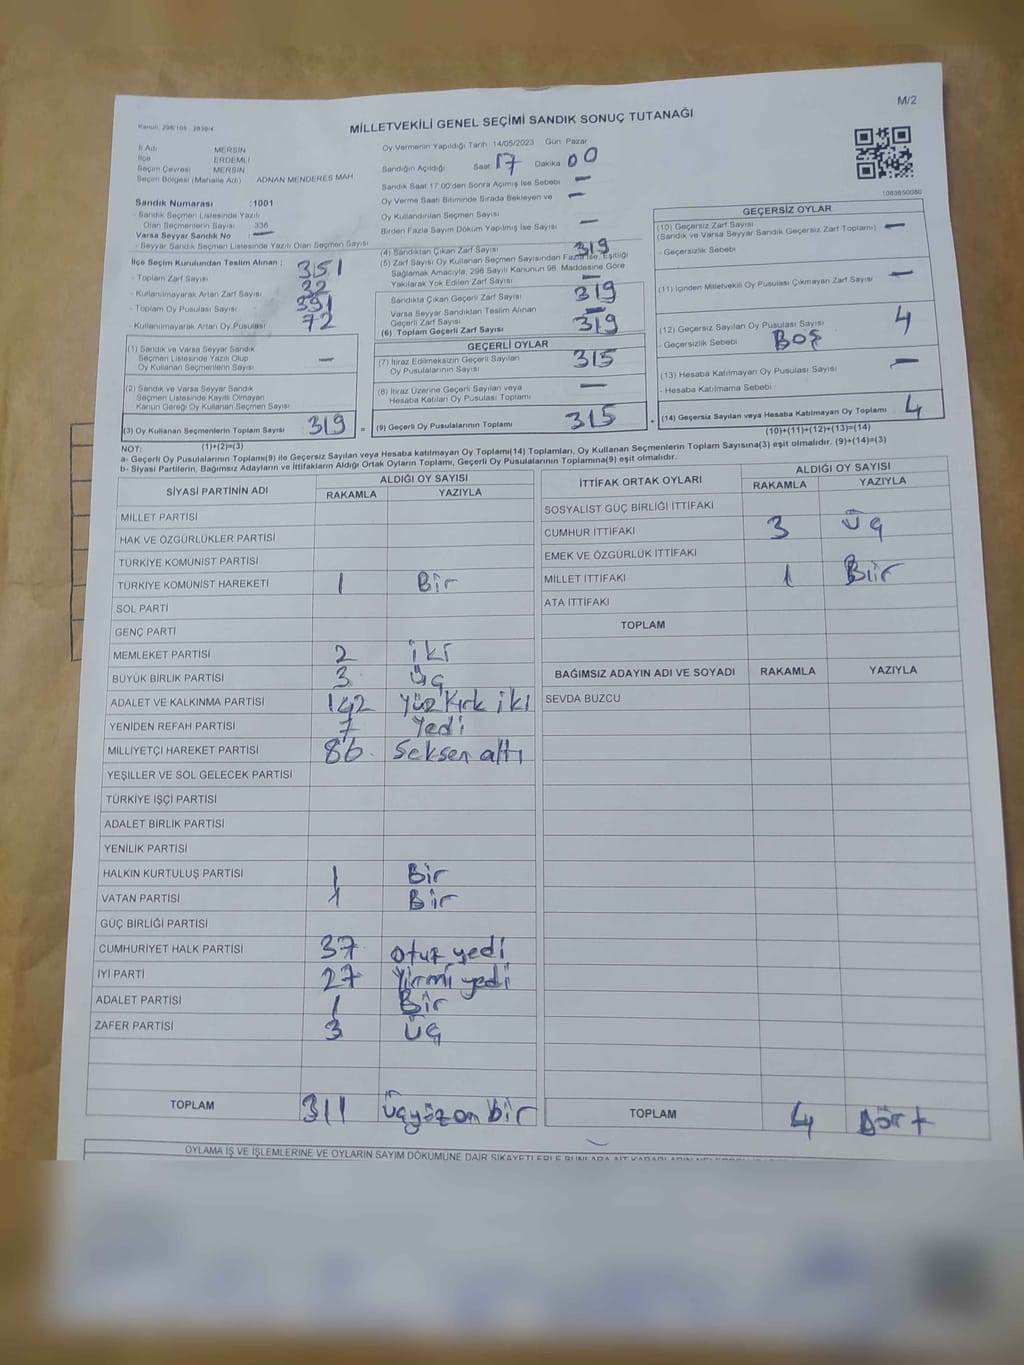 M/2
Kanun: 298/105 : 2839/4
MİLLETVEKİLİ GENEL SEÇİMİ SANDIK SONUÇ TUTANAĞI
İl Adı MERSİN
İlçe ERDEMLİ
Seçim Çevresi MERSİN
Seçim Bölgesi (Mahalle Adı) ADNAN MENDERES MAH
Sandık Numarası :1001
- Sandık Seçmen Listesinde Yazılı
Olan Seçmenlerin Sayısı 336
Varsa Seyyar Sandık No : —
- Seyyar Sandık Seçmen Listesinde Yazılı Olan Seçmen Sayısı
İlçe Seçim Kurulundan Teslim Alınan ;
- Toplam Zarf Sayısı 351
- Kullanılmayarak Artan Zarf Sayısı 32
- Toplam Oy Pusulası Sayısı 391
- Kullanılmayarak Artan Oy Pusulası 72
(1) Sandık ve Varsa Seyyar Sandık
Seçmen Listesinde Yazılı Olup
Oy Kullanan Seçmenlerin Sayısı —
(2) Sandık ve Varsa Seyyar Sandık
Seçmen Listesinde Kayıtlı Olmayan
Kanun Gereği Oy Kullanan Seçmen Sayısı
(3) Oy Kullanan Seçmenlerin Toplam Sayısı 319
(1)+(2)=(3)
Oy Vermenin Yapıldığı Tarih 14/05/2023 Gün: Pazar
Sandığın Açıldığı Saat 17 Dakika 00
Sandık Saat 17:00'den Sonra Açımış İse Sebebi —
Oy Verme Saati Bitiminde Sırada Bekleyen ve —
Oy Kullandırılan Seçmen Sayısı
Birden Fazla Sayım Döküm Yapılmış İse Sayısı —
(4) Sandıktan Çıkan Zarf Sayısı 319
(5) Zarf Sayısı Oy Kullanan Seçmen Sayısından Fazla İse, Eşitliği
Sağlamak Amacıyla, 298 Sayılı Kanunun 98. Maddesine Göre
Yakılarak Yok Edilen Zarf Sayısı —
Sandıkta Çıkan Geçerli Zarf Sayısı 319
Varsa Seyyar Sandıktan Teslim Alınan
Geçerli Zarf Sayısı —
(6) Toplam Geçerli Zarf Sayısı 319
GEÇERLİ OYLAR
(7) İtiraz Edilmeksizin Geçerli Sayılan
Oy Pusulalarının Sayısı 315
(8) İtiraz Üzerine Geçerli Sayılan veya
Hesaba Katılan Oy Pusulası Toplamı —
= (9) Geçerli Oy Pusulalarının Toplamı 315
1083650080
GEÇERSİZ OYLAR
(10) Geçersiz Zarf Sayısı
(Sandık ve Varsa Seyyar Sandık Geçersiz Zarf Toplamı) —
- Geçersizlik Sebebi
(11) İçinden Milletvekili Oy Pusulası Çıkmayan Zarf Sayısı —
(12) Geçersiz Sayılan Oy Pusulası Sayısı 4
- Geçersizlik Sebebi BOŞ
(13) Hesaba Katılmayan Oy Pusulası Sayısı —
- Hesaba Katılmama Sebebi
(14) Geçersiz Sayılan veya Hesaba Katılmayan Oy Toplamı 4
(10)+(11)+(12)+(13)=(14)
NOT:
a- Geçerli Oy Pusulalarının Toplamı(9) ile Geçersiz Sayılan veya Hesaba katılmayan Oy Toplamı(14) Toplamları, Oy Kullanan Seçmenlerin Toplam Sayısına(3) eşit olmalıdır. (9)+(14)=(3)
b- Siyasi Partilerin, Bağımsız Adayların ve İttifakların Aldığı Ortak Oyların Toplamı, Geçerli Oy Pusulalarının Toplamına(9) eşit olmalıdır.
SİYASİ PARTİNİN ADI ALDIĞI OY SAYISI
RAKAMLA YAZIYLA
MİLLET PARTİSİ
HAK VE ÖZGÜRLÜKLER PARTİSİ
TÜRKİYE KOMÜNİST PARTİSİ
TÜRKİYE KOMÜNİST HAREKETİ 1 Bir
SOL PARTİ
GENÇ PARTİ
MEMLEKET PARTİSİ 2 iki
BÜYÜK BİRLİK PARTİSİ 3 üç
ADALET VE KALKINMA PARTİSİ 142 Yüz Kırk iki
YENİDEN REFAH PARTİSİ 7 Yedi
MİLLİYETÇİ HAREKET PARTİSİ 86 Seksen altı
YEŞİLLER VE SOL GELECEK PARTİSİ
TÜRKİYE İŞÇİ PARTİSİ
ADALET BİRLİK PARTİSİ
YENİLİK PARTİSİ
HALKIN KURTULUŞ PARTİSİ 1 Bir
VATAN PARTİSİ 1 Bir
GÜÇ BİRLİĞİ PARTİSİ
CUMHURİYET HALK PARTİSİ 37 otuz yedi
İYİ PARTİ 27 Yirmi yedi
ADALET PARTİSİ 1 Bir
ZAFER PARTİSİ 3 üç
TOPLAM 311 üçyüzon bir
İTTİFAK ORTAK OYLARI ALDIĞI OY SAYISI
RAKAMLA YAZIYLA
SOSYALİST GÜÇ BİRLİĞİ İTTİFAKI
CUMHUR İTTİFAKI 3 üç
EMEK VE ÖZGÜRLÜK İTTİFAKI
MİLLET İTTİFAKI 1 Biir
ATA İTTİFAKI
TOPLAM
BAĞIMSIZ ADAYIN ADI VE SOYADI RAKAMLA YAZIYLA
SEVDA BUZCU
TOPLAM 4 Dört
OYLAMA İŞ VE İŞLEMLERİNE VE OYLARIN SAYIM DÖKÜMÜNE DAİR ŞİKAYETLERLE BUNLARA AİT